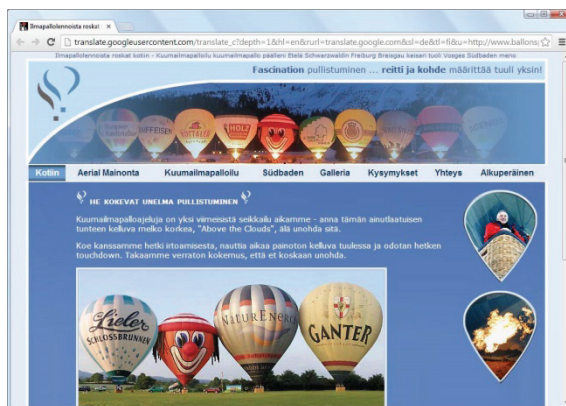 Ilmapallolennoista roskat
translate.googleusercontent.com/translate_c?depth=1&hl=en&rurl=translate.google.com&sl=de&tl=fi&u=http://www.ballons
Ilmapallolennoista roskat kotiin - Kuumailmapalloilu kuumailmapallo päälleni Etelä Schwarzwaldin Freiburg Breisgau keisari tuoli Vosges Südbaden meno
Fascination pullistuminen ... reitti ja kohde määrittää tuuli yksin!
RAIFFEISEN
HOLZ
Kotiin Aerial Mainonta Kuumailmapalloilu Südbaden Galleria Kysymykset Yhteys Alkuperäinen
HE KOKEVAT UNELMA PULLISTUMINEN
Kuumailmapalloajeluja on yksi viimeisistä seikkailu aikamme - anna tämän ainutlaatuisen
tunteen kelluva melko korkea, "Above the Clouds", älä unohda sitä.
Koe kanssamme hetki irtoamisesta, nauttia aikaa painoton kelluva tuulessa ja odotan hetken
touchdown. Takaamme verraton kokemus, että et koskaan unohda.
Lieler
SCHLOSSBRUNNEN
NATURENERGIE
GANTER